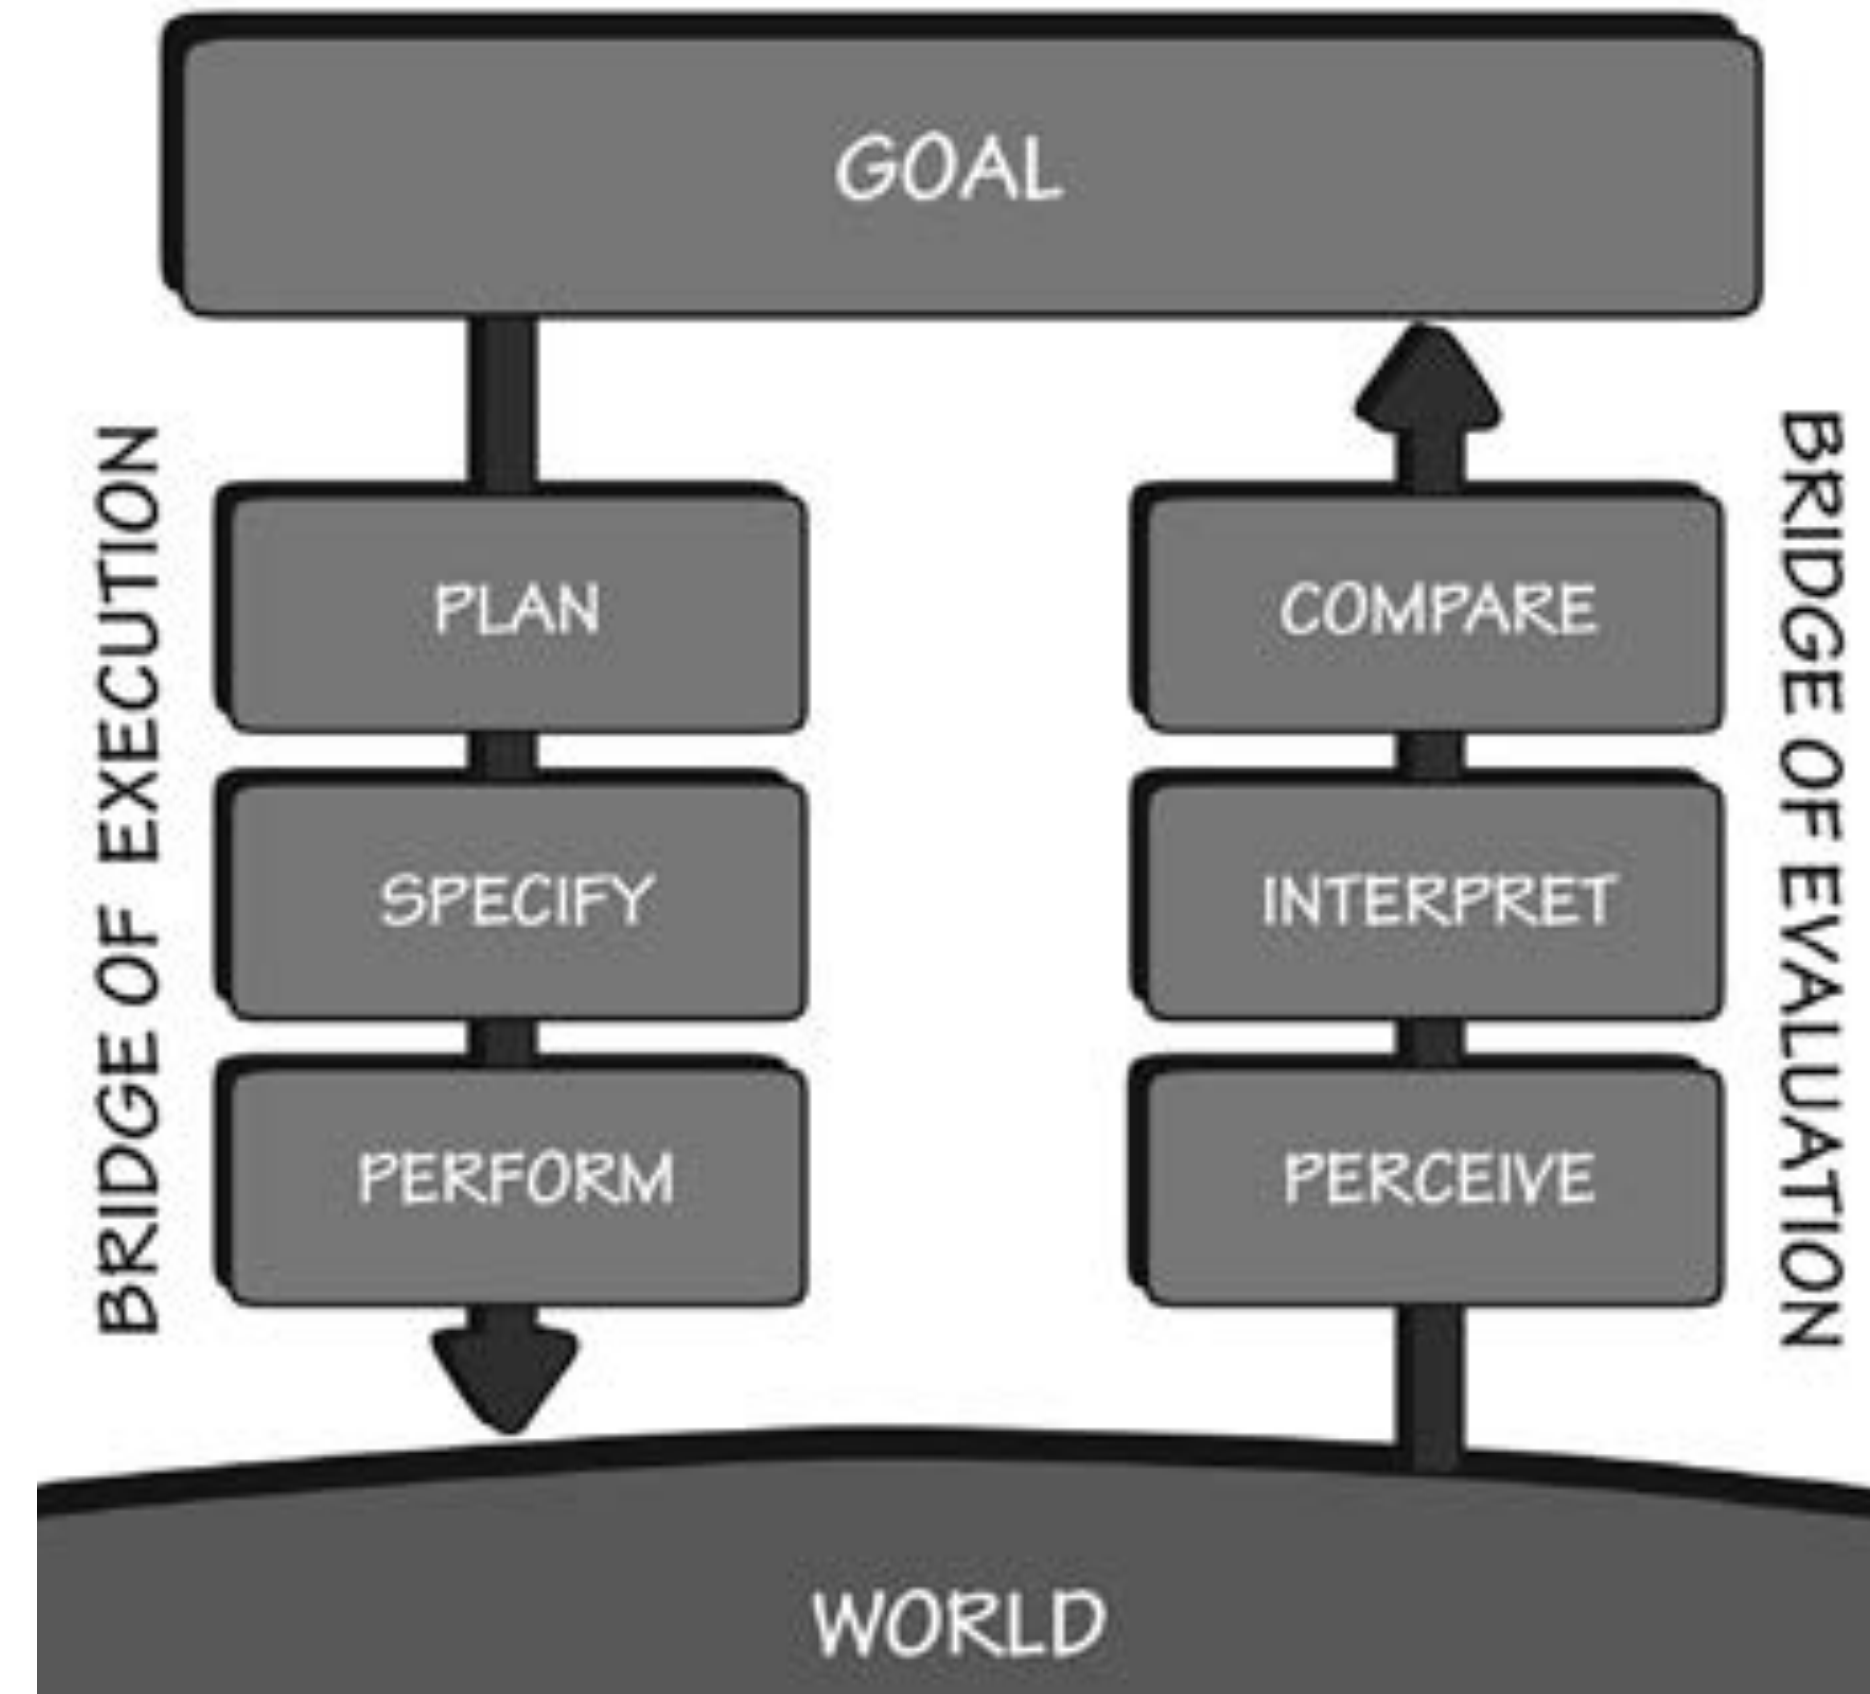 GOAL
BRIDGE OF EXECUTION
PLAN
SPECIFY
PERFORM
COMPARE
INTERPRET
PERCEIVE
BRIDGE OF EVALUATION
WORLD